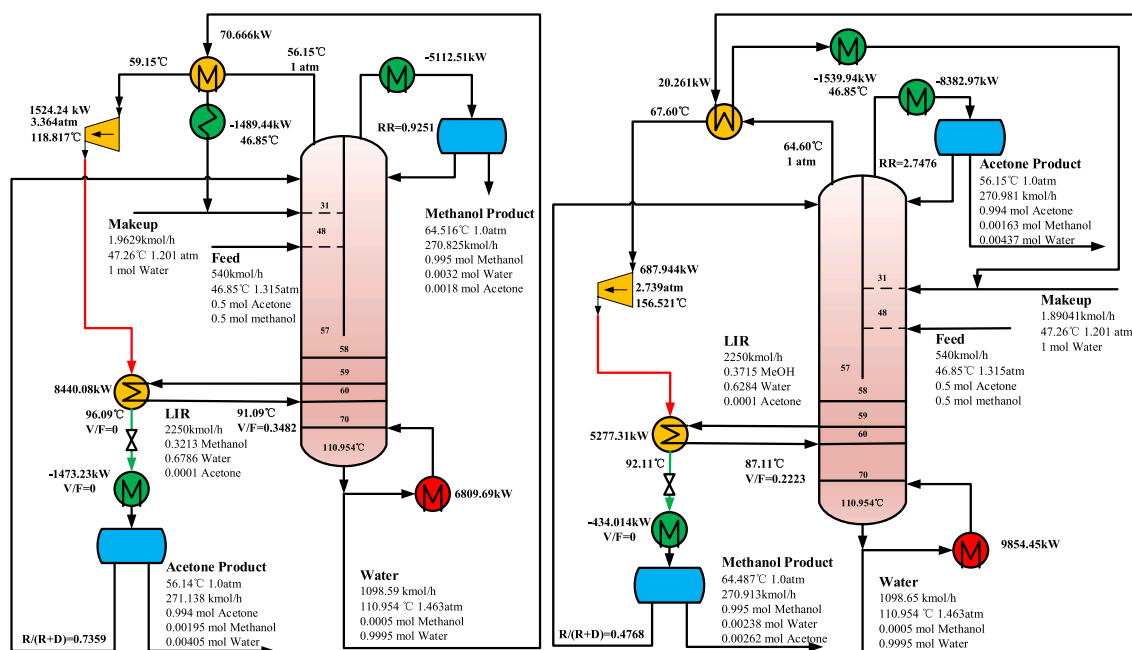 70.666kW
59.15℃
56.15℃
1 atm
-5112.51kW
1524.24 kW
3.364atm
118.817℃
-1489.44kW
46.85℃
RR=0.9251
Methanol Product
64.516℃ 1.0atm
270.825kmol/h
0.995 mol Methanol
0.0032 mol Water
0.0018 mol Acetone
31
48
Makeup
1.9629kmol/h
47.26℃ 1.201 atm
1 mol Water
Feed
540kmol/h
46.85℃ 1.315atm
0.5 mol Acetone
0.5 mol methanol
57
58
59
60
70
110.954℃
8440.08kW
96.09℃
V/F=0
91.09℃
V/F=0.3482
LIR
2250kmol/h
0.3213 Methanol
0.6786 Water
0.0001 Acetone
-1473.23kW
V/F=0
6809.69kW
Acetone Product
56.14℃ 1.0atm
271.138 kmol/h
0.994 mol Acetone
0.00195 mol Methanol
0.00405 mol Water
R/(R+D)=0.7359
Water
1098.59 kmol/h
110.954 ℃ 1.463atm
0.0005 mol Methanol
0.9995 mol Water
-1539.94kW
46.85℃
20.261kW
-8382.97kW
67.60℃
64.60℃
1 atm
RR=2.7476
Acetone Product
56.15℃ 1.0atm
270.981 kmol/h
0.994 mol Acetone
0.00163 mol Methanol
0.00437 mol Water
687.944kW
2.739atm
156.521℃
31
48
Makeup
1.89041kmol/h
47.26℃ 1.201 atm
1 mol Water
Feed
540kmol/h
46.85℃ 1.315atm
0.5 mol Acetone
0.5 mol methanol
LIR
2250kmol/h
0.3715 MeOH
0.6284 Water
0.0001 Acetone
57
58
59
60
70
110.954℃
5277.31kW
92.11℃
87.11℃
V/F=0.2223
-434.014kW
V/F=0
9854.45kW
Methanol Product
64.487℃ 1.0atm
270.913kmol/h
0.995 mol Methanol
0.00238 mol Water
0.00262 mol Acetone
R/(R+D)=0.4768
Water
1098.65 kmol/h
110.954 ℃ 1.463atm
0.0005 mol Methanol
0.9995 mol Water